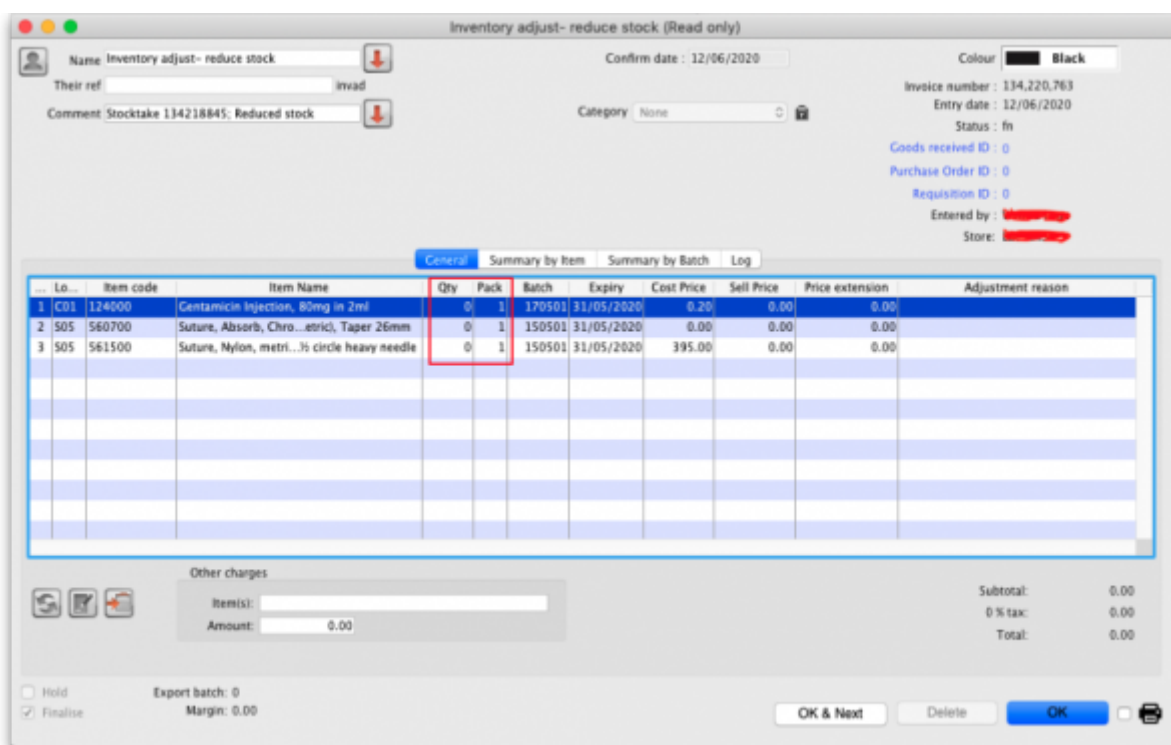 Inventory adjust- reduce stock (Read only)
Name Inventory adjust- reduce stock
Confirm date : 12/06/2020
Colour Black
Their ref invad
Invoice number : 134,220,763
Comment Stocktake 134218845; Reduced stock
Category None
Entry date : 12/06/2020
Status : fn
Goods received ID : 0
Purchase Order ID : 0
Requisition ID : 0
Entered by :
Store:
General Summary by Item Summary by Batch Log
... Lo... Item code Item Name Qty Pack Batch Expiry Cost Price Sell Price Price extension Adjustment reason
1 C01 124000 Gentamicin Injection, 80mg in 2ml 0 1 170501 31/05/2020 0.20 0.00 0.00
2 S05 560700 Suture, Absorb, Chro...etric), Taper 26mm 0 1 150501 31/05/2020 0.00 0.00 0.00
3 S05 561500 Suture, Nylon, metri...½ circle heavy needle 0 1 150501 31/05/2020 395.00 0.00 0.00
Other charges
Item(s):
Amount: 0.00
Subtotal: 0.00
0 % tax: 0.00
Total: 0.00
Hold Export batch: 0
Finalise Margin: 0.00
OK & Next Delete OK